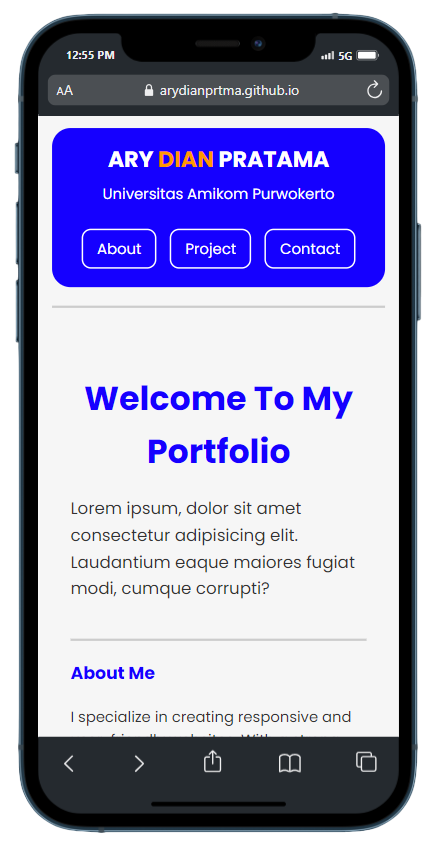 12:55 PM
5G
AA
arydianprtma.github.io
ARY DIAN PRATAMA
Universitas Amikom Purwokerto
About
Project
Contact
Welcome To My
Portfolio
Lorem ipsum, dolor sit amet
consectetur adipisicing elit.
Laudantium eaque maiores fugiat
modi, cumque corrupti?
About Me
I specialize in creating responsive and